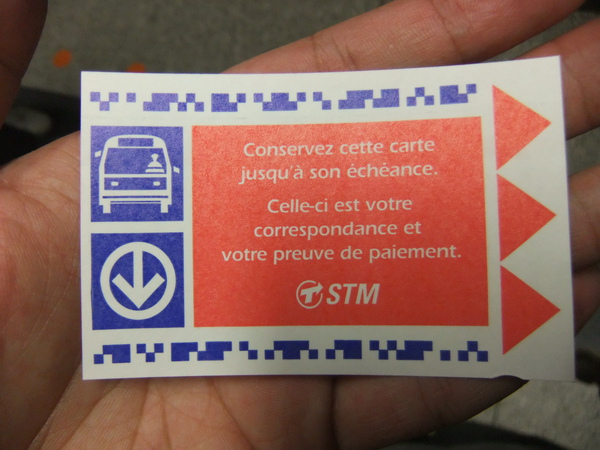 Conservez cette carte
jusqu'à son échéance.
Celle-ci est votre
correspondance et
votre preuve de paiement.
STM